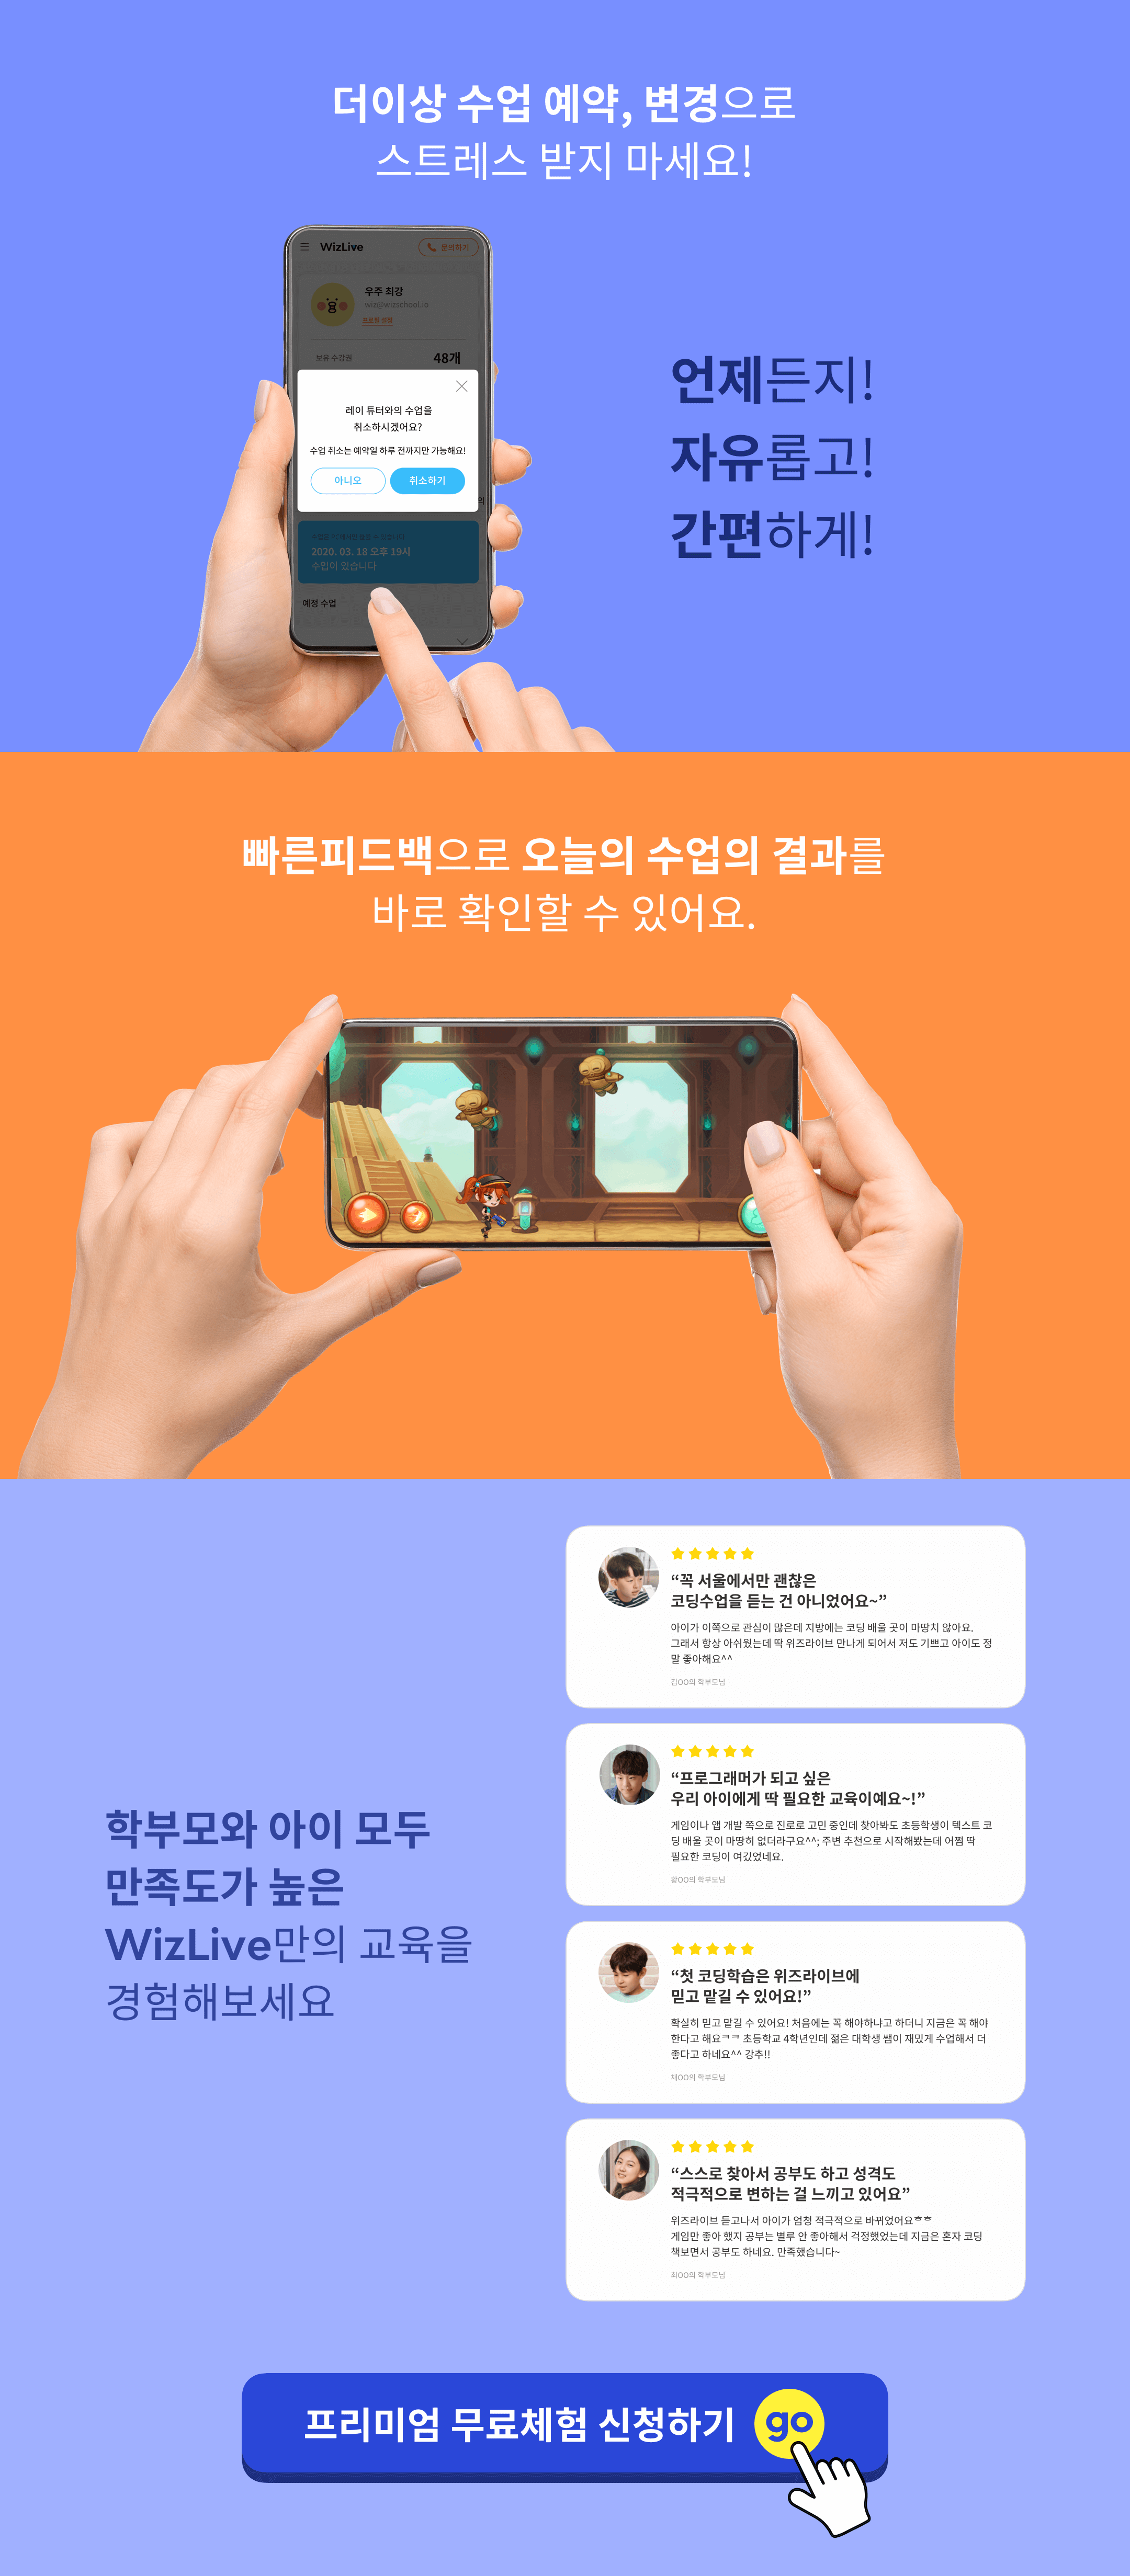 더이상 수업 예약, 변경으로
스트레스 받지 마세요!
WizLive
문의하기
우주 최강
wiz@wizschool.io
프로필 설정
보유 수강권
48개
레이 튜터와의 수업을
취소하시겠어요?
수업 취소는 예약일 하루 전까지만 가능해요!
아니오
취소하기
의
2020. 03. 18 오후 19시
수업이 있습니다
예정 수업
언제든지!
자유롭고!
간편하게!
빠른피드백으로 오늘의 수업의 결과를
바로 확인할 수 있어요.
학부모와 아이 모두
만족도가 높은
WizLive만의 교육을
경험해보세요
“꼭 서울에서만 괜찮은
코딩수업을 듣는 건 아니었어요~”
아이가 이쪽으로 관심이 많은데 지방에는 코딩 배울 곳이 마땅치 않아요.
그래서 항상 아쉬웠는데 딱 위즈라이브 만나게 되어서 저도 기쁘고 아이도 정
말 좋아해요^^
김OO의 학부모님
“프로그래머가 되고 싶은
우리 아이에게 딱 필요한 교육이예요~!”
게임이나 앱 개발 쪽으로 진로로 고민 중인데 찾아봐도 초등학생이 텍스트 코
딩 배울 곳이 마땅히 없더라구요^^; 주변 추천으로 시작해봤는데 어쩜 딱
필요한 코딩이 여깄었네요.
황OO의 학부모님
“첫 코딩학습은 위즈라이브에
믿고 맡길 수 있어요!”
확실히 믿고 맡길 수 있어요! 처음에는 꼭 해야하냐고 하더니 지금은 꼭 해야
한다고 해요ㅋㅋ 초등학교 4학년인데 젊은 대학생 쌤이 재밌게 수업해서 더
좋다고 하네요^^ 강추!!
채OO의 학부모님
“스스로 찾아서 공부도 하고 성격도
적극적으로 변하는 걸 느끼고 있어요”
위즈라이브 듣고나서 아이가 엄청 적극적으로 바뀌었어요ㅎㅎ
게임만 좋아 했지 공부는 별루 안 좋아해서 걱정했었는데 지금은 혼자 코딩
책보면서 공부도 하네요. 만족했습니다~
최OO의 학부모님
프리미엄 무료체험 신청하기 go